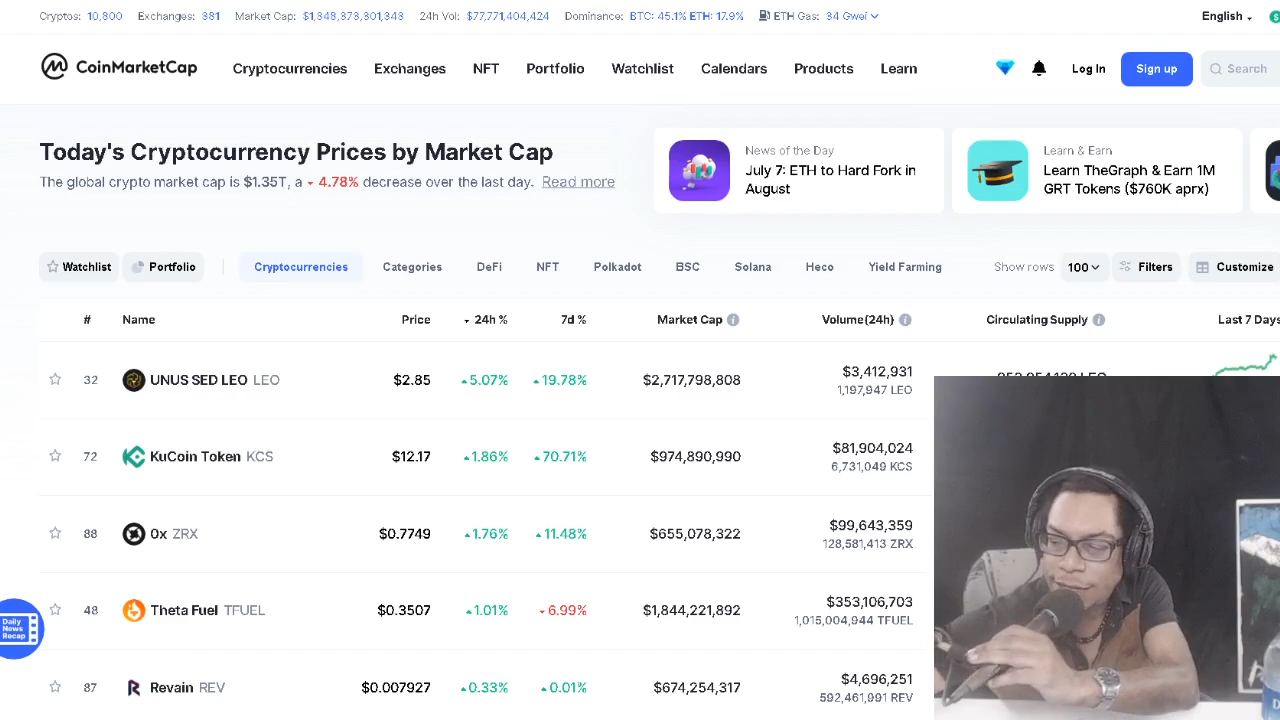 Cryptos: 10,800 Exchanges: 381 Market Cap: $1,348,373,301,343 24h Vol: $77,771,404,424 Dominance: BTC: 45.1% ETH: 17.9% ETH Gas: 34 Gwei English
CoinMarketCap Cryptocurrencies Exchanges NFT Portfolio Watchlist Calendars Products Learn Log In Sign up Search
Today's Cryptocurrency Prices by Market Cap
The global crypto market cap is $1.35T, a 4.78% decrease over the last day. Read more
News of the Day
July 7: ETH to Hard Fork in
August
Learn & Earn
Learn TheGraph & Earn 1M
GRT Tokens ($760K aprx)
Watchlist Portfolio Cryptocurrencies Categories DeFi NFT Polkadot BSC Solana Heco Yield Farming Show rows 100 Filters Customize
# Name Price 24h % 7d % Market Cap Volume(24h) Circulating Supply Last 7 Days
32 UNUS SED LEO LEO $2.85 5.07% 19.78% $2,717,798,808 $3,412,931
1,197,947 LEO
72 KuCoin Token KCS $12.17 1.86% 70.71% $974,890,990 $81,904,024
6,731,049 KCS
88 0x ZRX $0.7749 1.76% 11.48% $655,078,322 $99,643,359
128,581,413 ZRX
48 Theta Fuel TFUEL $0.3507 1.01% 6.99% $1,844,221,892 $353,106,703
1,015,004,944 TFUEL
87 Revain REV $0.007927 0.33% 0.01% $674,254,317 $4,696,251
592,461,991 REV
Daily
News
Recap